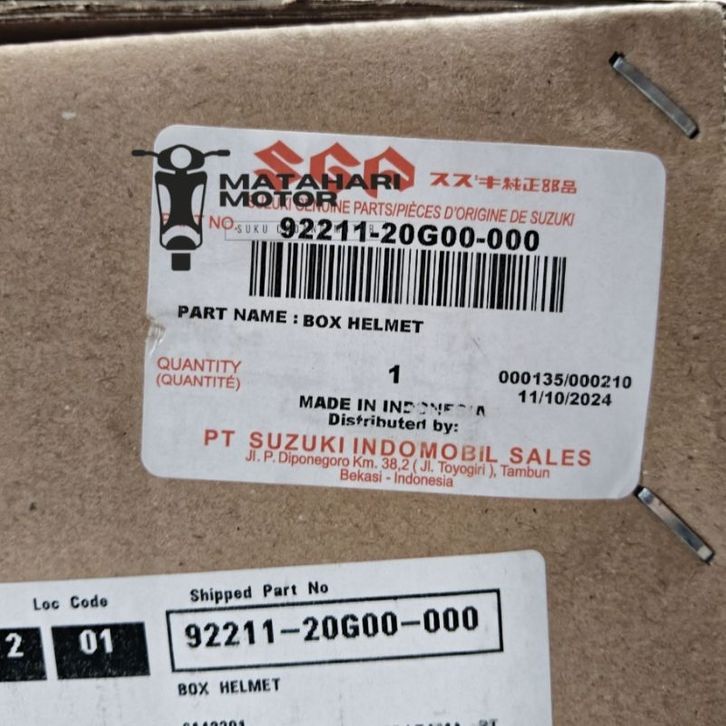 SGP スズキ純正部品
MATAHARI
MOTOR
SUZUKI GENUINE PARTS/PIÈCES D'ORIGINE DE SUZUKI
NO.
92211-20G00-000
PART NAME : BOX HELMET
QUANTITY
(QUANTITÉ)
1
000135/000210
11/10/2024
MADE IN INDONESIA
Distributed by:
PT SUZUKI INDOMOBIL SALES
Jl. P. Diponegoro Km. 38,2 ( Jl. Toyogiri ), Tambun
Bekasi - Indonesia
Loc Code
2 01
Shipped Part No
92211-20G00-000
BOX HELMET